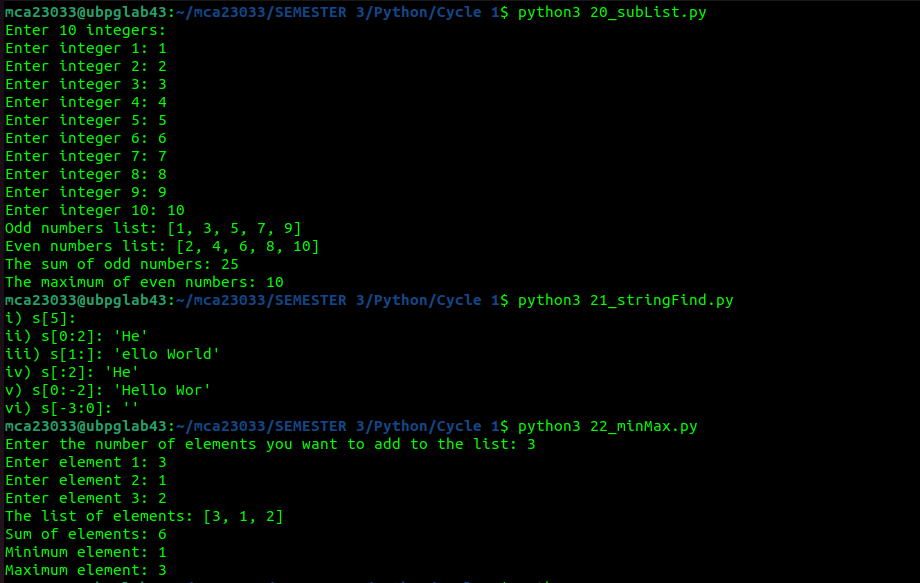 mca23033@ubpglab43:~/mca23033/SEMESTER 3/Python/Cycle 1$ python3 20_subList.py
Enter 10 integers:
Enter integer 1: 1
Enter integer 2: 2
Enter integer 3: 3
Enter integer 4: 4
Enter integer 5: 5
Enter integer 6: 6
Enter integer 7: 7
Enter integer 8: 8
Enter integer 9: 9
Enter integer 10: 10
Odd numbers list: [1, 3, 5, 7, 9]
Even numbers list: [2, 4, 6, 8, 10]
The sum of odd numbers: 25
The maximum of even numbers: 10
mca23033@ubpglab43:~/mca23033/SEMESTER 3/Python/Cycle 1$ python3 21_stringFind.py
i) s[5]:
ii) s[0:2]: 'He'
iii) s[1:]: 'ello World'
iv) s[:2]: 'He'
v) s[0:-2]: 'Hello Wor'
vi) s[-3:0]: ''
mca23033@ubpglab43:~/mca23033/SEMESTER 3/Python/Cycle 1$ python3 22_minMax.py
Enter the number of elements you want to add to the list: 3
Enter element 1: 3
Enter element 2: 1
Enter element 3: 2
The list of elements: [3, 1, 2]
Sum of elements: 6
Minimum element: 1
Maximum element: 3